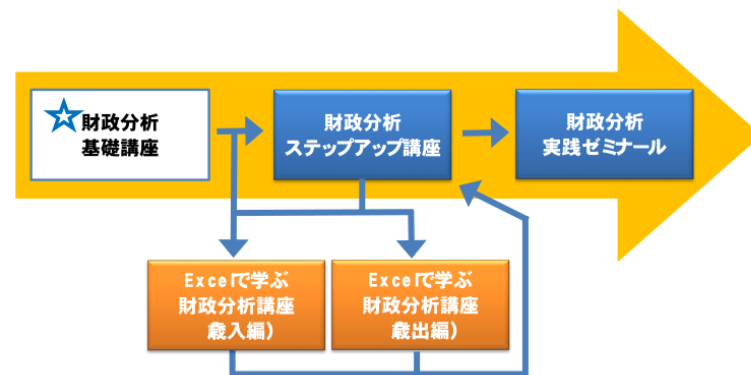 財政分析
基礎講座
財政分析
ステップアップ講座
財政分析
実践ゼミナール
Excelで学ぶ
財政分析講座
歳入編)
Excelで学ぶ
財政分析講座
歳出編)